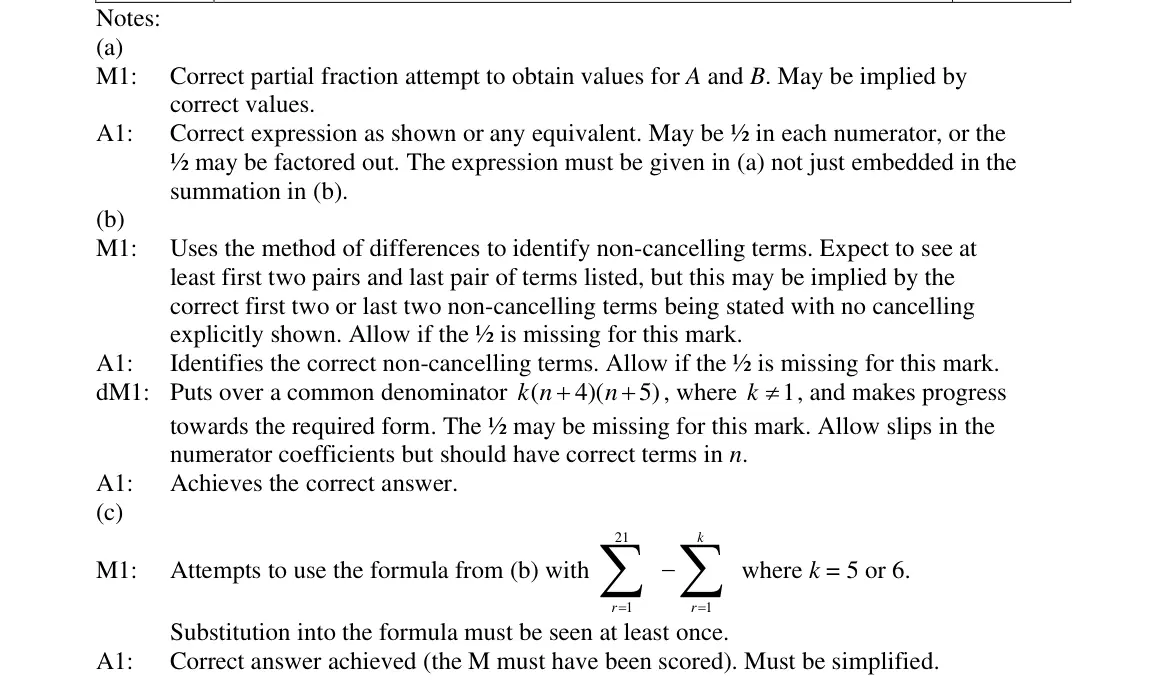 Notes:
(a)
M1: Correct partial fraction attempt to obtain values for A and B. May be implied by
correct values.
A1: Correct expression as shown or any equivalent. May be ½ in each numerator, or the
½ may be factored out. The expression must be given in (a) not just embedded in the
summation in (b).
(b)
M1: Uses the method of differences to identify non-cancelling terms. Expect to see at
least first two pairs and last pair of terms listed, but this may be implied by the
correct first two or last two non-cancelling terms being stated with no cancelling
explicitly shown. Allow if the ½ is missing for this mark.
A1: Identifies the correct non-cancelling terms. Allow if the ½ is missing for this mark.
dM1: Puts over a common denominator k(n+4)(n+5), where k ≠1, and makes progress
towards the required form. The ½ may be missing for this mark. Allow slips in the
numerator coefficients but should have correct terms in n.
A1: Achieves the correct answer.
(c)
21 k
M1: Attempts to use the formula from (b) with ∑ − ∑ where k = 5 or 6.
r=1 r=1
Substitution into the formula must be seen at least once.
A1: Correct answer achieved (the M must have been scored). Must be simplified.